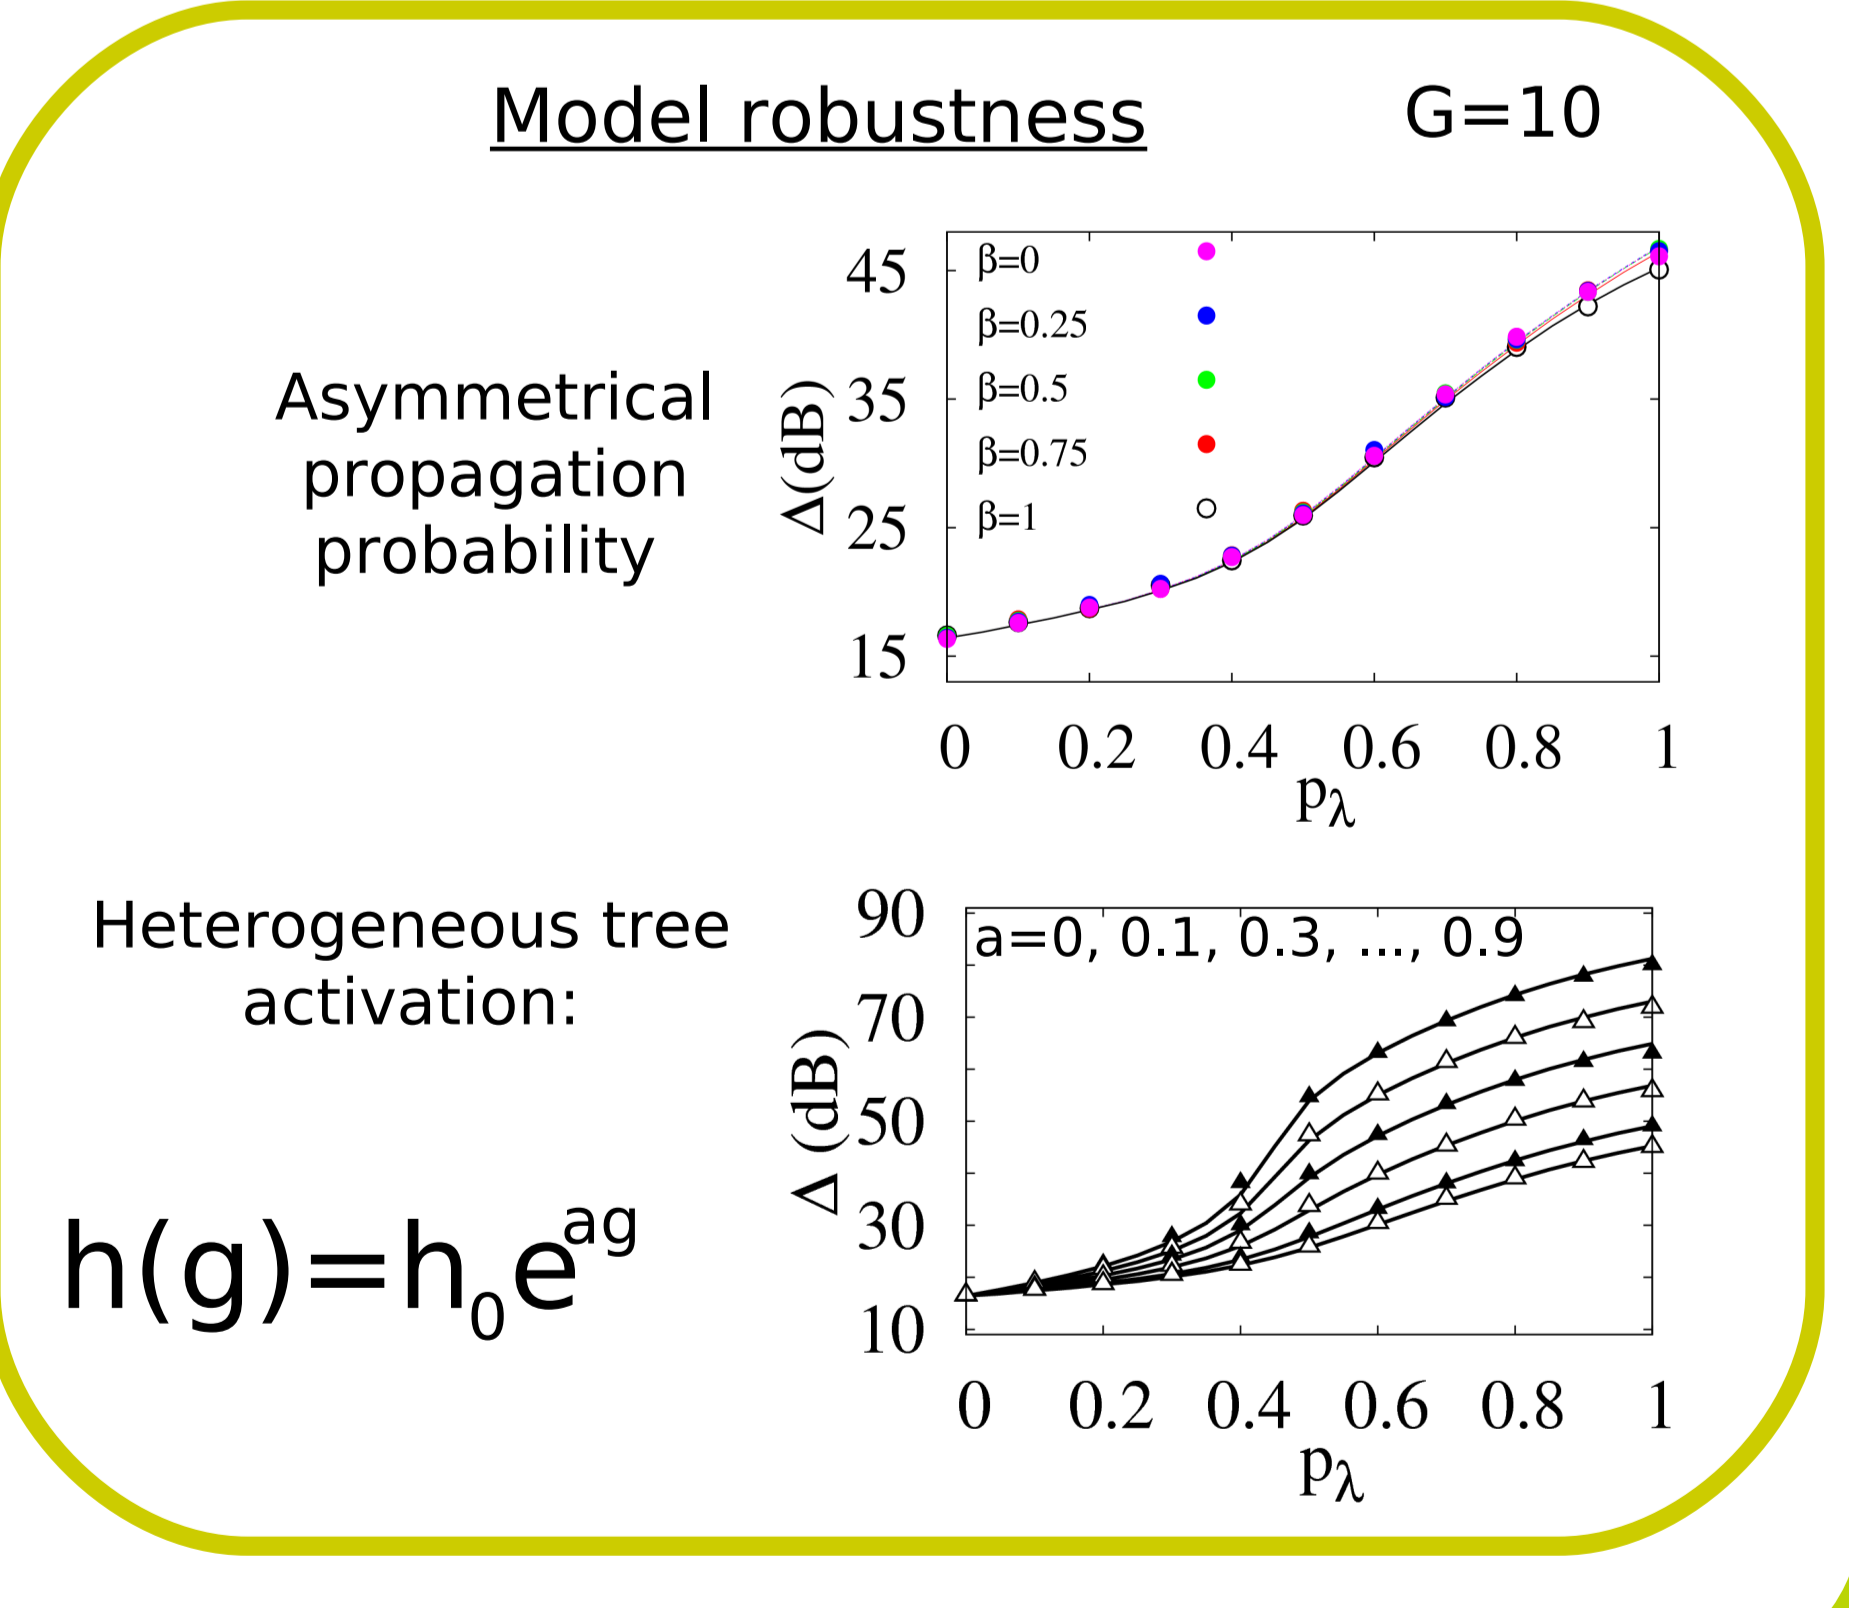 Model robustness
G=10
Asymmetrical
propagation
probability
Δ(dB)
45
35
25
15
β=0
β=0.25
β=0.5
β=0.75
β=1
0 0.2 0.4 0.6 0.8 1
pλ
Heterogeneous tree
activation:
h(g)=h₀e^ag
Δ (dB)
90
70
50
30
10
a=0, 0.1, 0.3, ..., 0.9
0 0.2 0.4 0.6 0.8 1
pλ